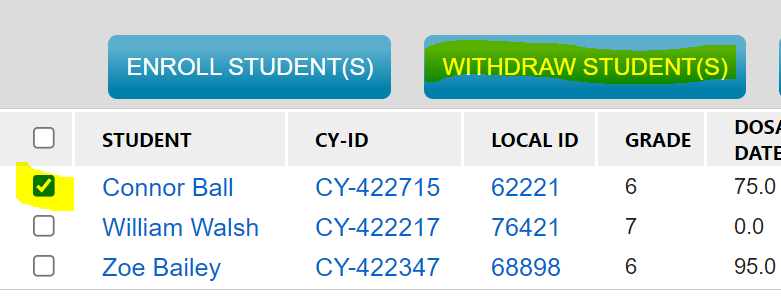 ENROLL STUDENT(S) WITHDRAW STUDENT(S)
STUDENT CY-ID LOCAL ID GRADE DOSA
DATE
Connor Ball CY-422715 62221 6 75.0
William Walsh CY-422217 76421 7 0.0
Zoe Bailey CY-422347 68898 6 95.0